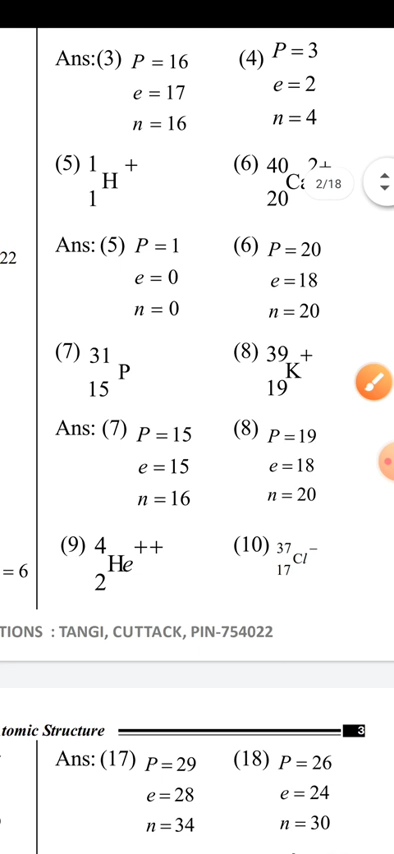 Ans:(3) P = 16 (4) P = 3
e = 17 e = 2
n = 16 n = 4
(5) 1 + (6) 40 2+
H
1 20
2/18
22 Ans: (5) P = 1 (6) P = 20
e = 0 e = 18
n = 0 n = 20
(7) 31 (8) 39 +
P K
15 19
Ans: (7) P = 15 (8) P = 19
e = 15 e = 18
n = 16 n = 20
(9) 4 ++ (10) 37 −
= 6 He Cl
2 17
TIONS : TANGI, CUTTACK, PIN-754022
tomic Structure 3
Ans: (17) P = 29 (18) P = 26
e = 28 e = 24
n = 34 n = 30